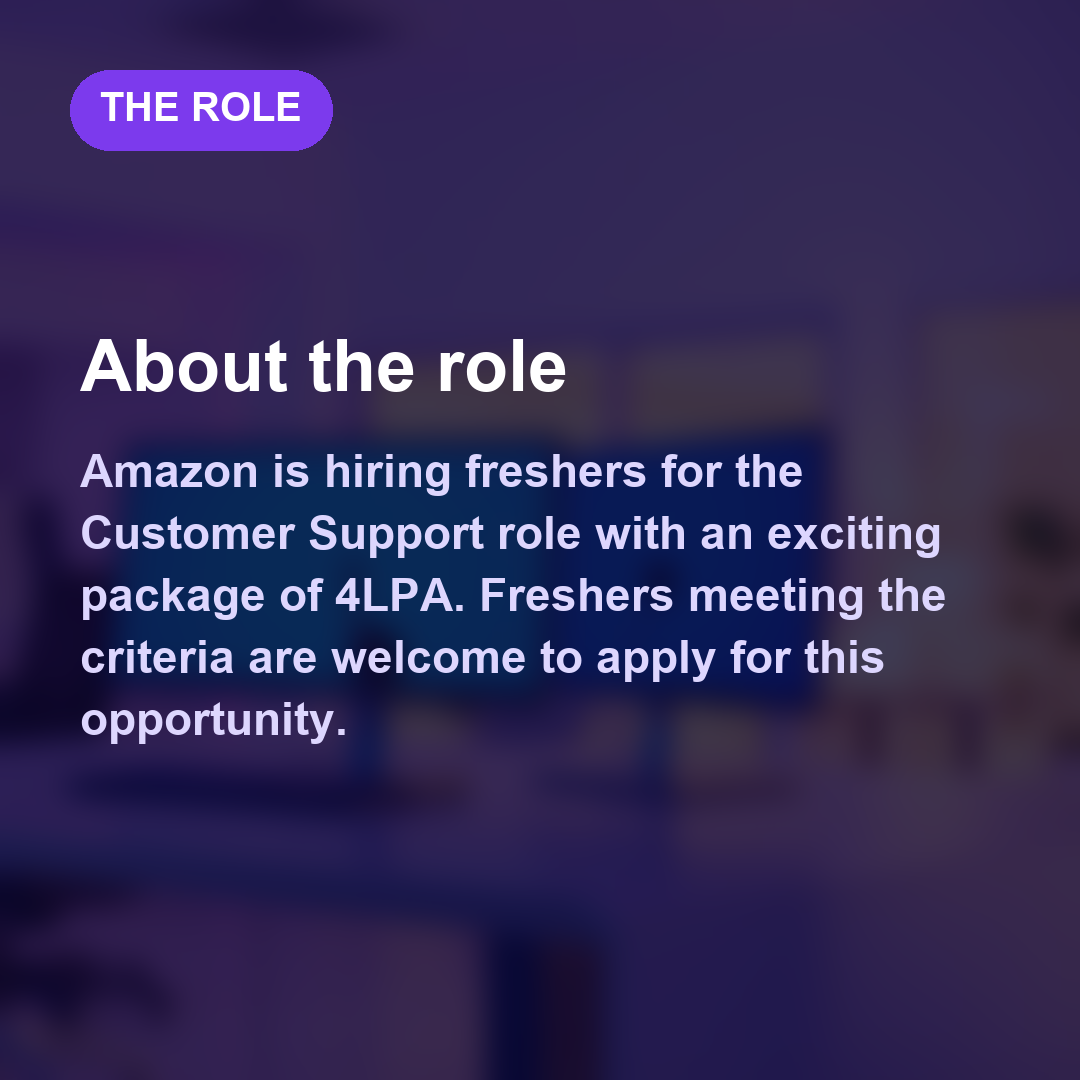 THE ROLE
About the role
Amazon is hiring freshers for the
Customer Support role with an exciting
package of 4LPA. Freshers meeting the
criteria are welcome to apply for this
opportunity.